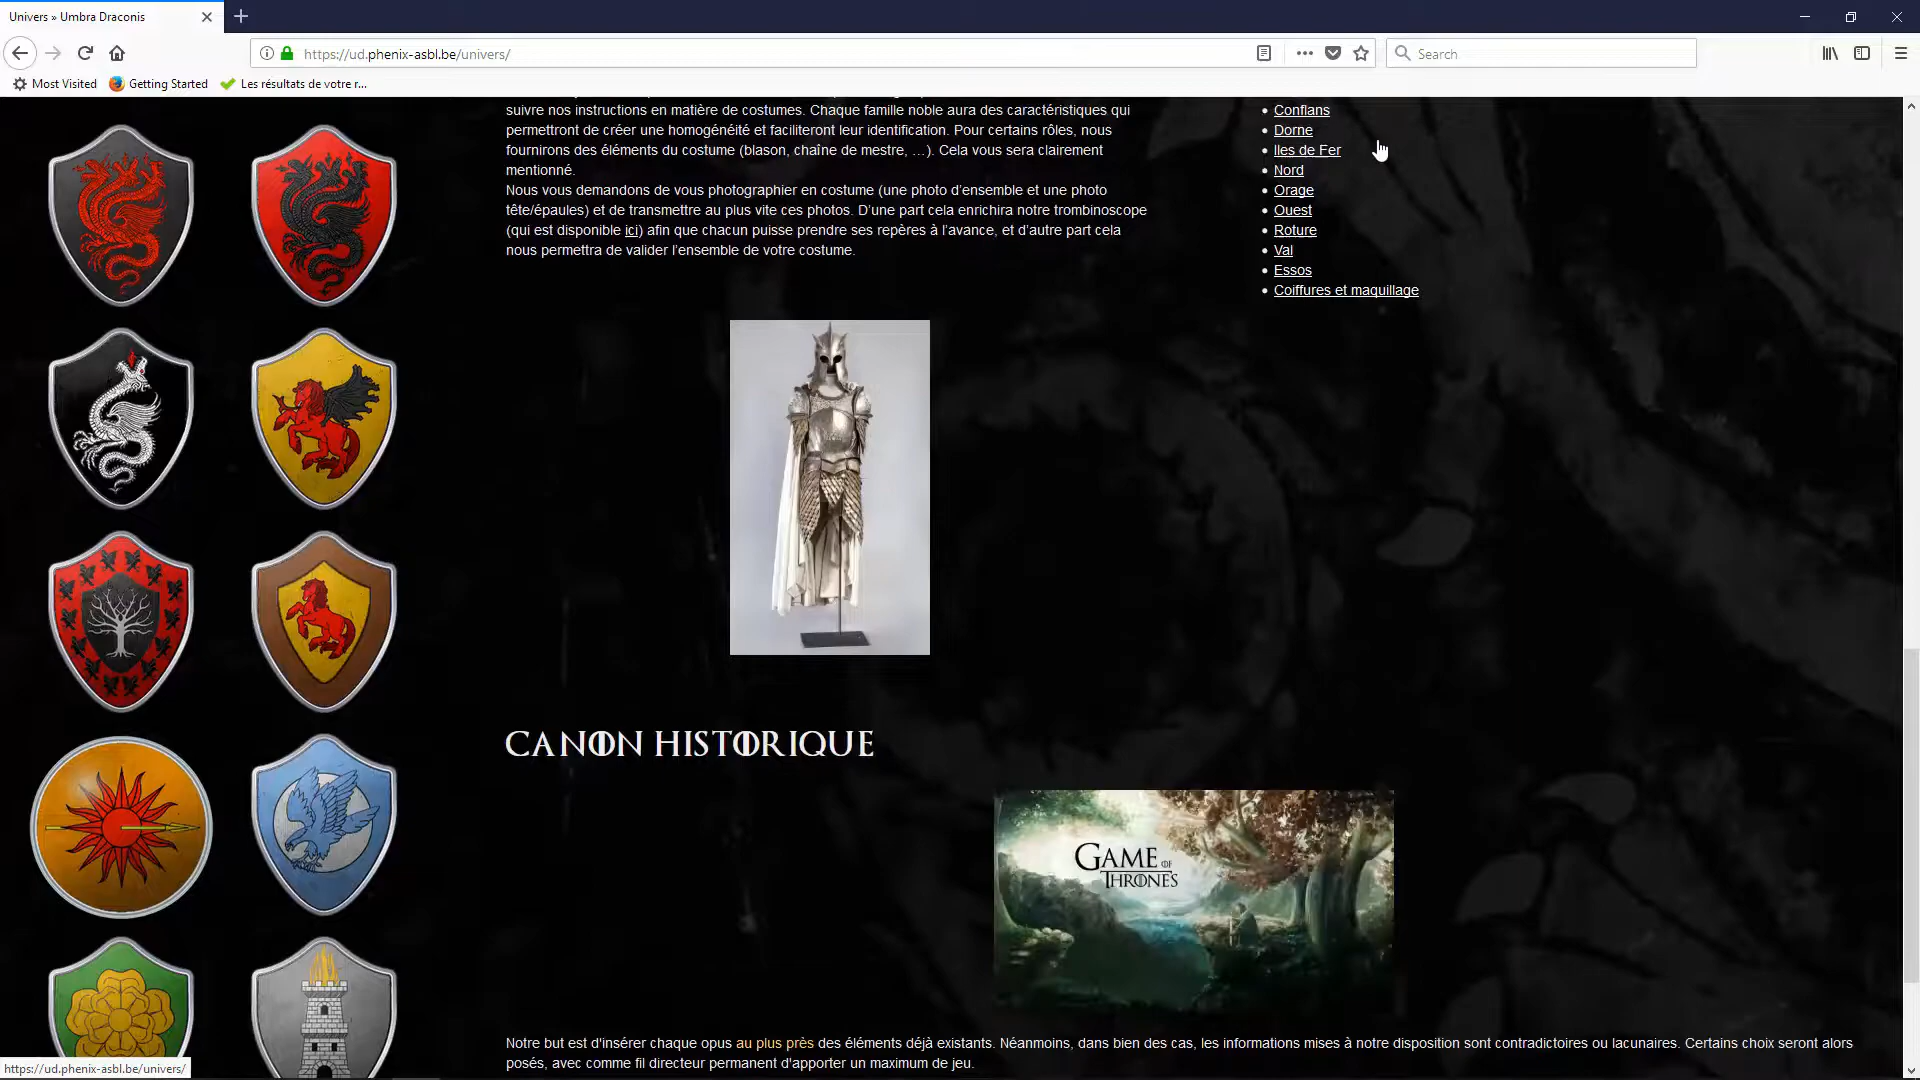 Univers » Umbra Draconis
https://ud.phenix-asbl.be/univers/
Search
Most Visited
Getting Started
Les résultats de votre r...
suivre nos instructions en matière de costumes. Chaque famille noble aura des caractéristiques qui
permettront de créer une homogénéité et faciliteront leur identification. Pour certains rôles, nous
fournirons des éléments du costume (blason, chaîne de mestre, …). Cela vous sera clairement
mentionné.
Nous vous demandons de vous photographier en costume (une photo d’ensemble et une photo
tête/épaules) et de transmettre au plus vite ces photos. D’une part cela enrichira notre trombinoscope
(qui est disponible ici) afin que chacun puisse prendre ses repères à l’avance, et d’autre part cela
nous permettra de valider l’ensemble de votre costume.
Conflans
Dorne
Iles de Fer
Nord
Orage
Ouest
Roture
Val
Essos
Coiffures et maquillage
CANON HISTORIQUE
GAME OF
THRONES
Notre but est d'insérer chaque opus au plus près des éléments déjà existants. Néanmoins, dans bien des cas, les informations mises à notre disposition sont contradictoires ou lacunaires. Certains choix seront alors
posés, avec comme fil directeur permanent d'apporter un maximum de jeu.
https://ud.phenix-asbl.be/univers/